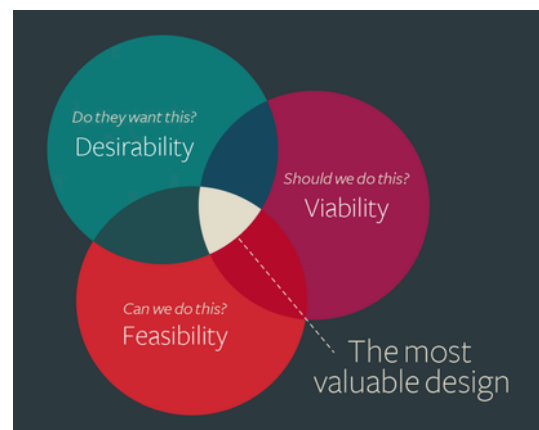 Do they want this?
Desirability
Should we do this?
Viability
Can we do this?
Feasibility
The most
valuable design